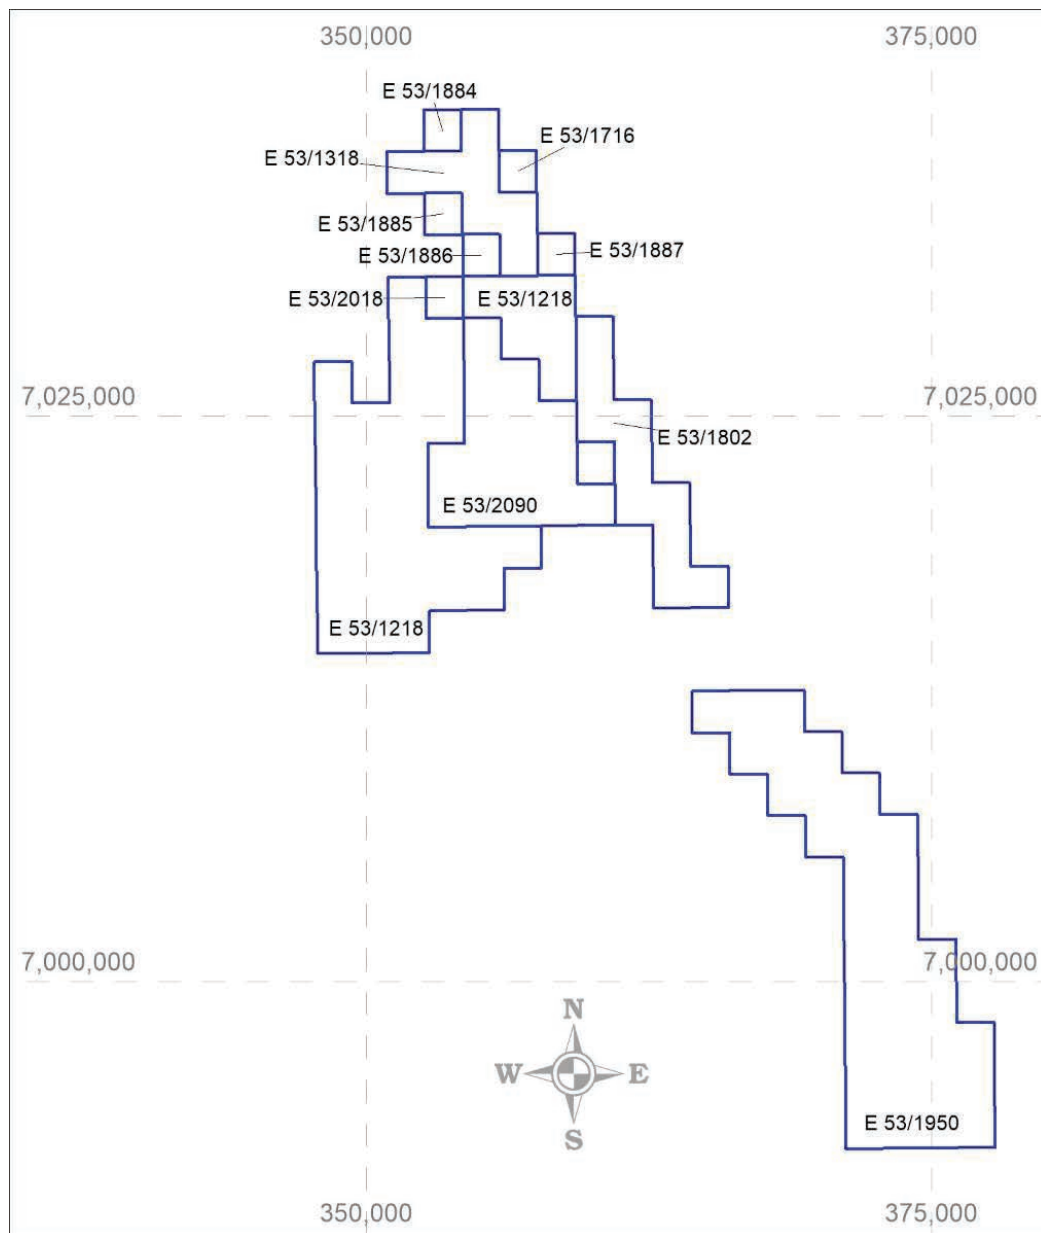 350,000
375,000
E 53/1884
E 53/1716
E 53/1318
E 53/1885
E 53/1886
E 53/1887
E 53/2018
E 53/1218
7,025,000
7,025,000
E 53/1802
E 53/2090
E 53/1218
7,000,000
7,000,000
N
W
E
S
E 53/1950
350,000
375,000